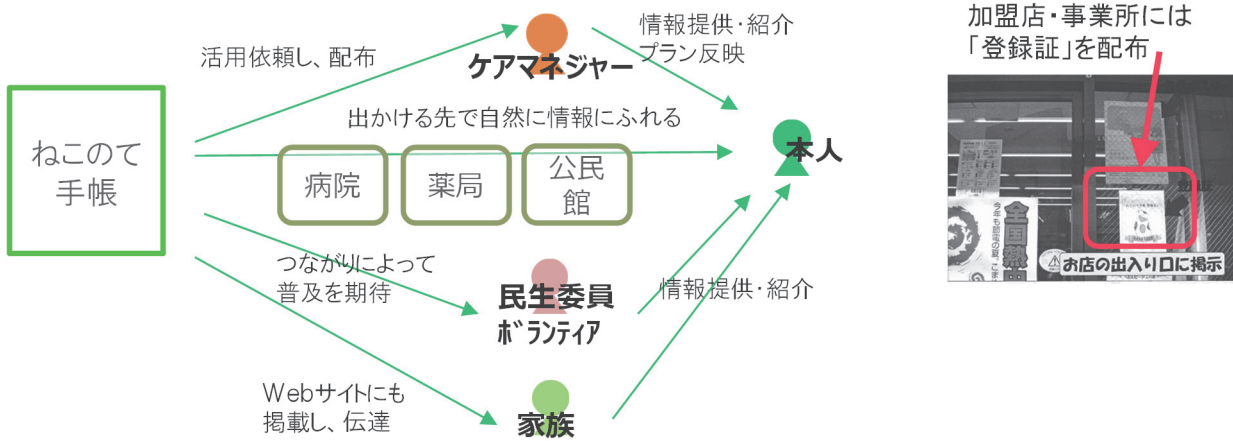 ねこのて
手帳
活用依頼し、配布
ケアマネジャー
情報提供・紹介
プラン反映
出かける先で自然に情報にふれる
病院
薬局
公民
館
本人
つながりによって
普及を期待
民生委員
ボランティア
情報提供・紹介
Webサイトにも
掲載し、伝達
家族
加盟店・事業所には
「登録証」を配布
登録証
全国熱中
お店の出入り口に掲示